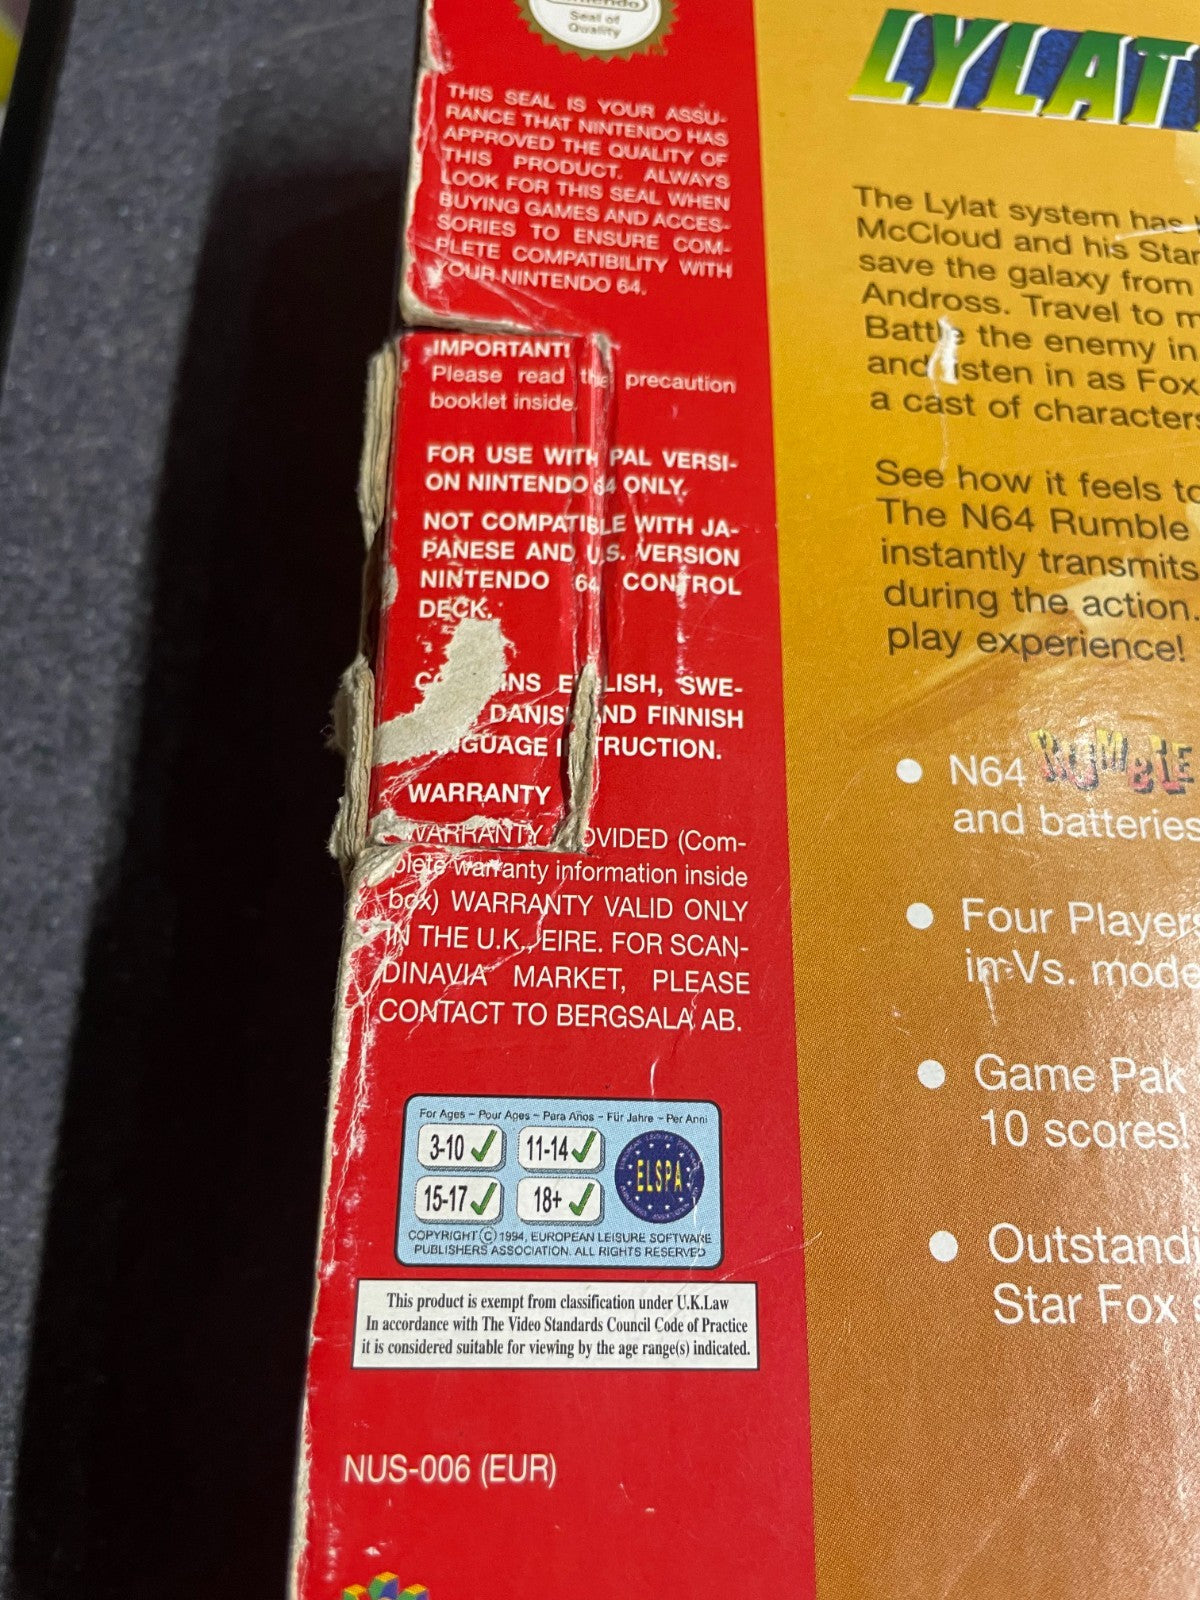 Nintendo
Seal of
Quality
THIS SEAL IS YOUR ASSU-
RANCE THAT NINTENDO HAS
APPROVED THE QUALITY OF
THIS PRODUCT. ALWAYS
LOOK FOR THIS SEAL WHEN
BUYING GAMES AND ACCES-
SORIES TO ENSURE COM-
PLETE COMPATIBILITY WITH
YOUR NINTENDO 64.
IMPORTANT!
Please read the precaution
booklet inside.
FOR USE WITH PAL VERSI-
ON NINTENDO 64 ONLY.
NOT COMPATIBLE WITH JA-
PANESE AND U.S. VERSION
NINTENDO 64 CONTROL
DECK.
ENGLISH, SWE-
DANISH AND FINNISH
LANGUAGE INSTRUCTION.
WARRANTY
WARRANTY PROVIDED (Com-
plete warranty information inside
box) WARRANTY VALID ONLY
IN THE U.K., EIRE. FOR SCAN-
DINAVIA MARKET, PLEASE
CONTACT TO BERGSALA AB.
For Ages - Pour Ages - Para Años - Für Jahre - Per Anni
3-10 11-14
15-17 18+
ELSPA
COPYRIGHT © 1994, EUROPEAN LEISURE SOFTWARE
PUBLISHERS ASSOCIATION. ALL RIGHTS RESERVED
This product is exempt from classification under U.K.Law
In accordance with The Video Standards Council Code of Practice
it is considered suitable for viewing by the age range(s) indicated.
NUS-006 (EUR)
LYLAT
The Lylat system has
McCloud and his Star
save the galaxy from
Andross. Travel to
Battle the enemy in
and listen in as Fox
a cast of characters
See how it feels to
The N64 Rumble
instantly transmits
during the action.
play experience!
N64 RUMBLE
and batteries
Four Players
in Vs. mode
Game Pak
10 scores!
Outstandi
Star Fox